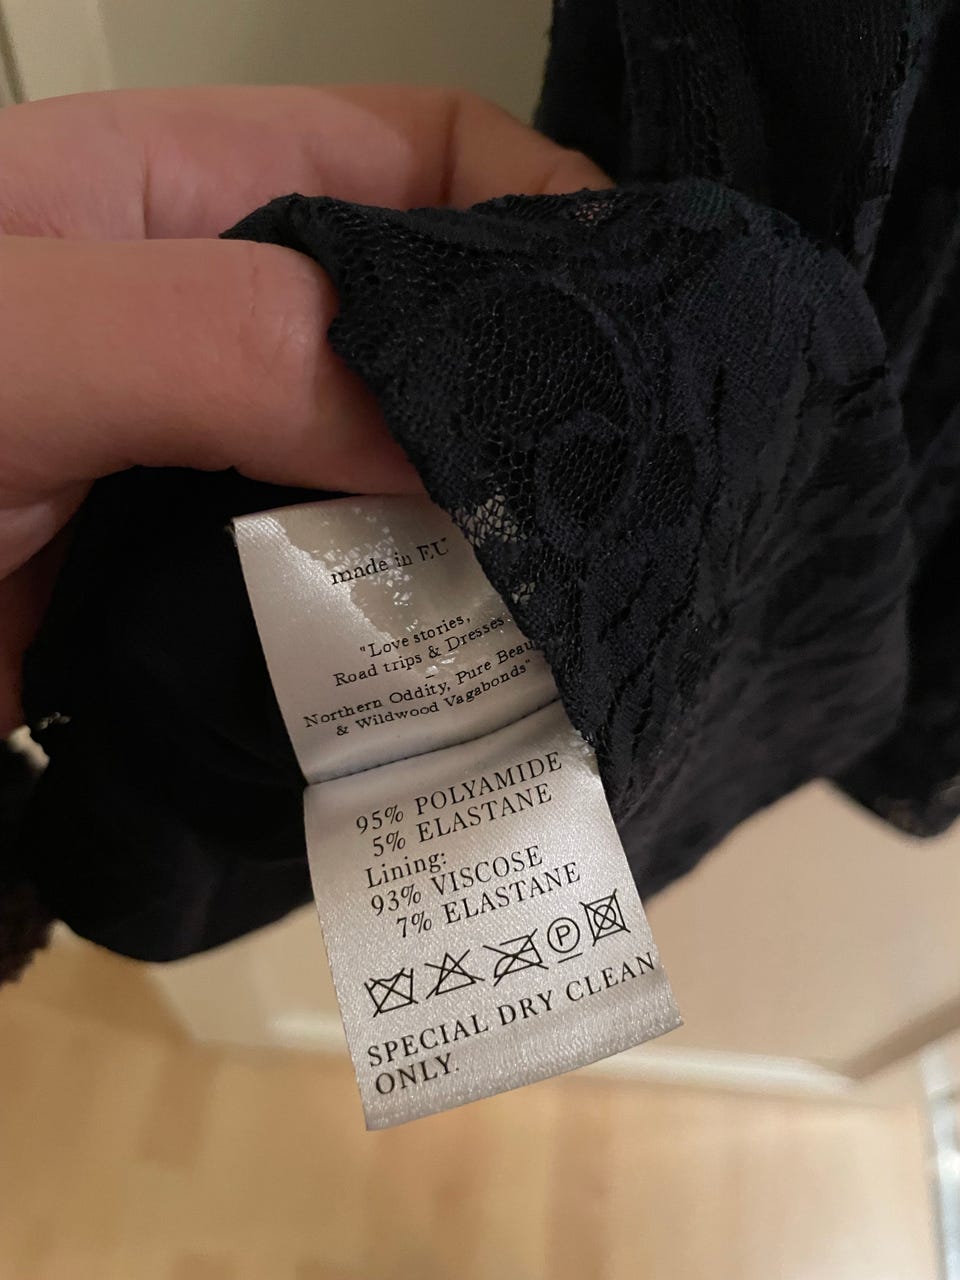 made in EU
"Love stories,
Road trips & Dresses
Northern Oddity, Pure
& Wildwood Vagabonds"
95% POLYAMIDE
5% ELASTANE
Lining:
93% VISCOSE
7% ELASTANE
P
SPECIAL DRY CLEAN
ONLY.